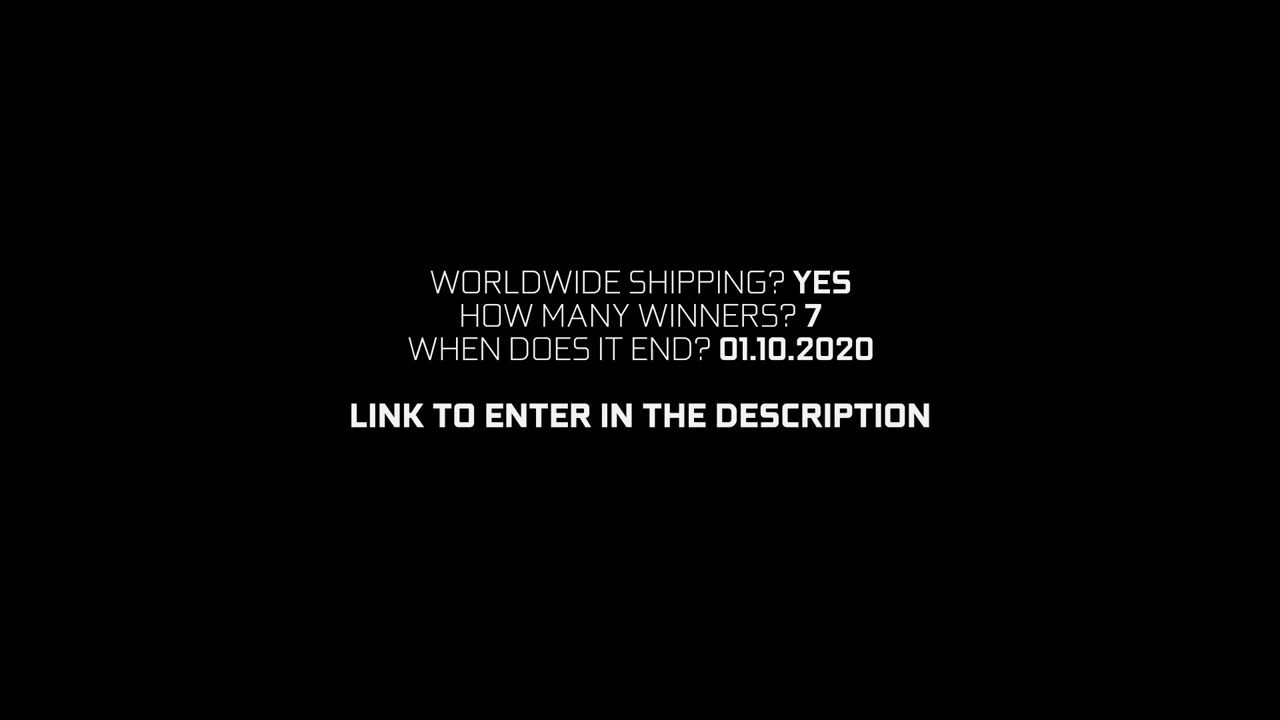 WORLDWIDE SHIPPING? YES
HOW MANY WINNERS? 7
WHEN DOES IT END? 01.10.2020
LINK TO ENTER IN THE DESCRIPTION